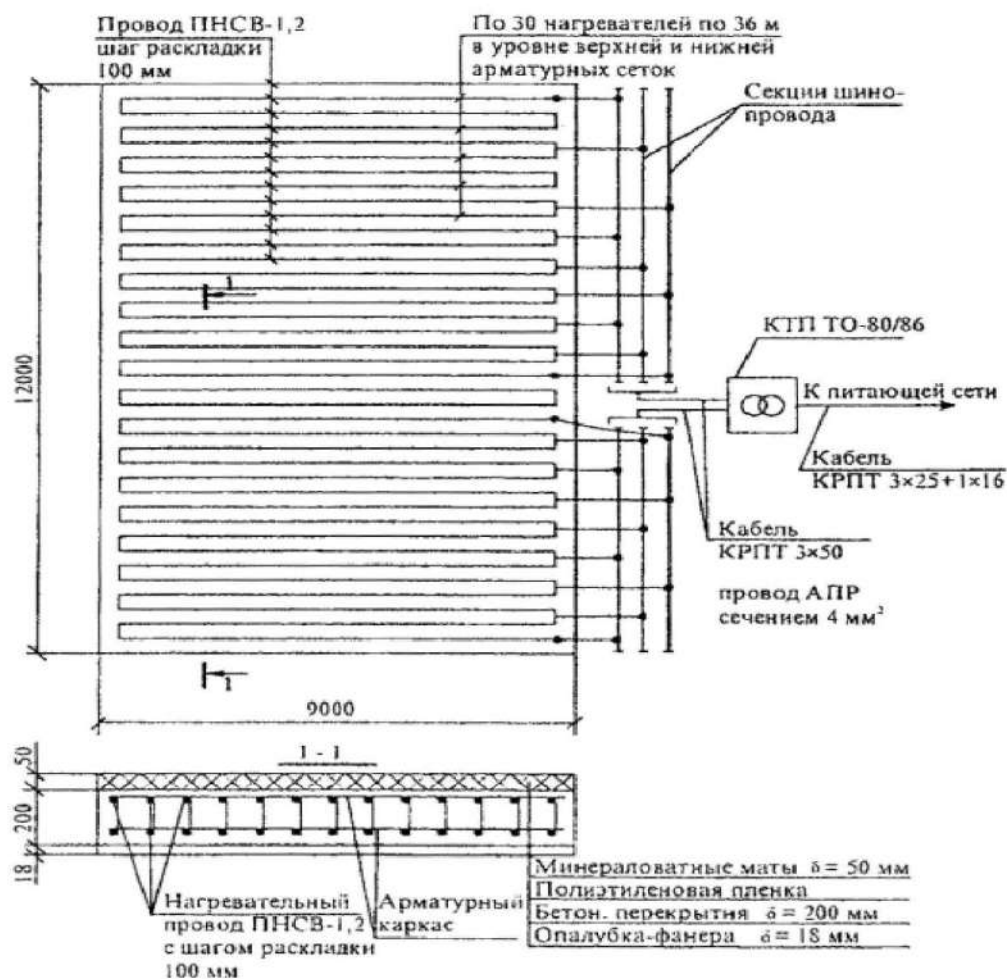 Провод ПНСВ-1,2
шаг раскладки
100 мм
По 30 нагревателей по 36 м
в уровне верхней и нижней
арматурных сеток
Секции шино-
провода
1
12000
КТП ТО-80/86
К питающей сети
Кабель
КРПТ 3×25+1×16
Кабель
КРПТ 3×50
провод АПР
сечением 4 мм²
1
9000
1 - 1
50
200
18
Нагревательный
провод ПНСВ-1,2
с шагом раскладки
100 мм
Арматурный
каркас
Минераловатные маты δ = 50 мм
Полиэтиленовая пленка
Бетон. перекрытия δ = 200 мм
Опалубка-фанера δ = 18 мм